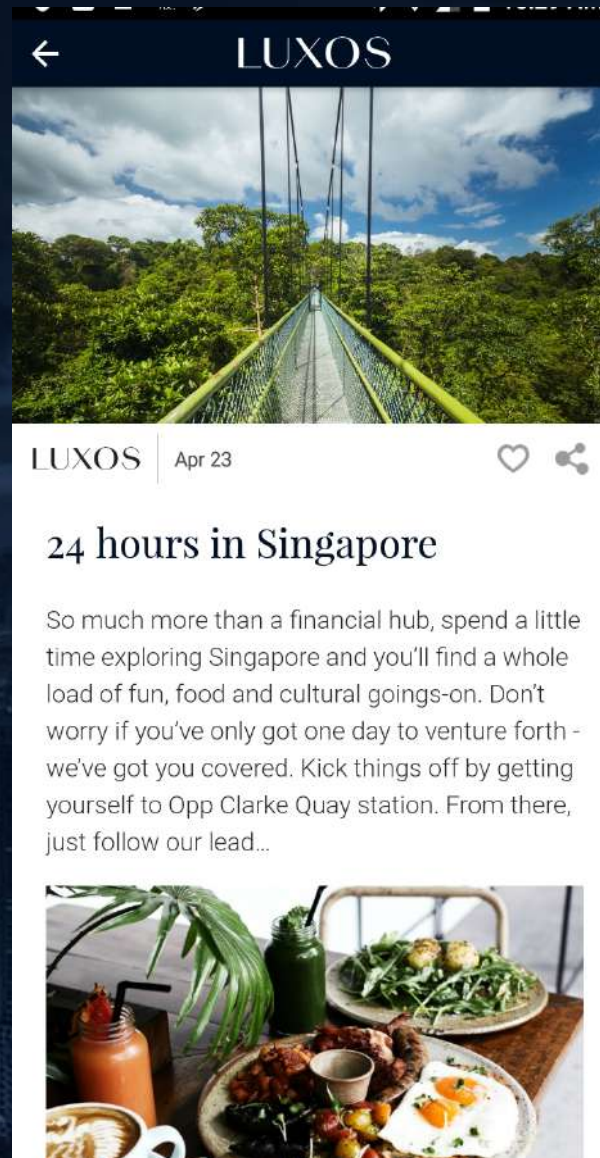 LUXOS
LUXOS
Apr 23
24 hours in Singapore
So much more than a financial hub, spend a little
time exploring Singapore and you'll find a whole
load of fun, food and cultural goings-on. Don't
worry if you've only got one day to venture forth -
we've got you covered. Kick things off by getting
yourself to Opp Clarke Quay station. From there,
just follow our lead...